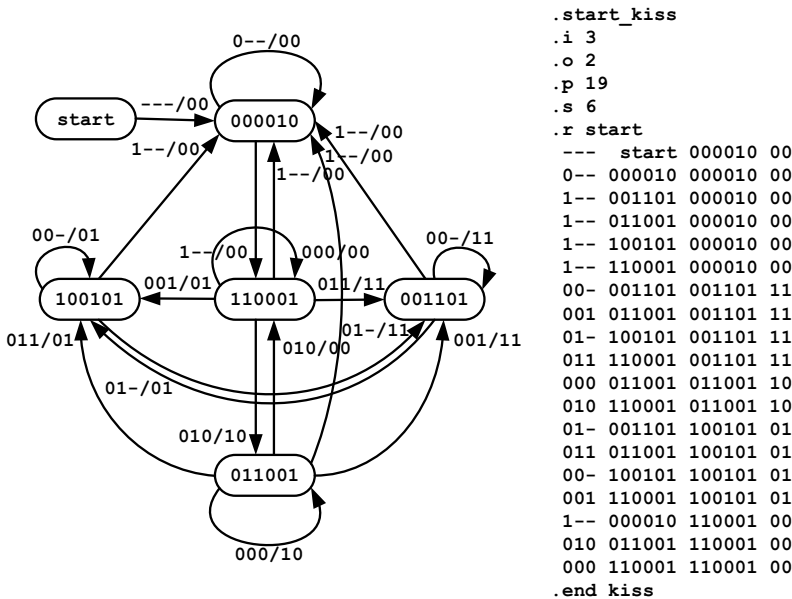 0--/00
---/00
start
000010
1--/00
1--/00
1--/00
1--/00
00-/01
1--/00
000/00
00-/11
001/01
011/11
100101
110001
001101
011/01
01-/11
001/11
010/00
01-/01
010/10
011001
000/10
.start_kiss
.i 3
.o 2
.p 19
.s 6
.r start
--- start 000010 00
0-- 000010 000010 00
1-- 001101 000010 00
1-- 011001 000010 00
1-- 100101 000010 00
1-- 110001 000010 00
00- 001101 001101 11
001 011001 001101 11
01- 100101 001101 11
011 110001 001101 11
000 011001 011001 10
010 110001 011001 10
01- 001101 100101 01
011 011001 100101 01
00- 100101 100101 01
001 110001 100101 01
1-- 000010 110001 00
010 011001 110001 00
000 110001 110001 00
.end kiss